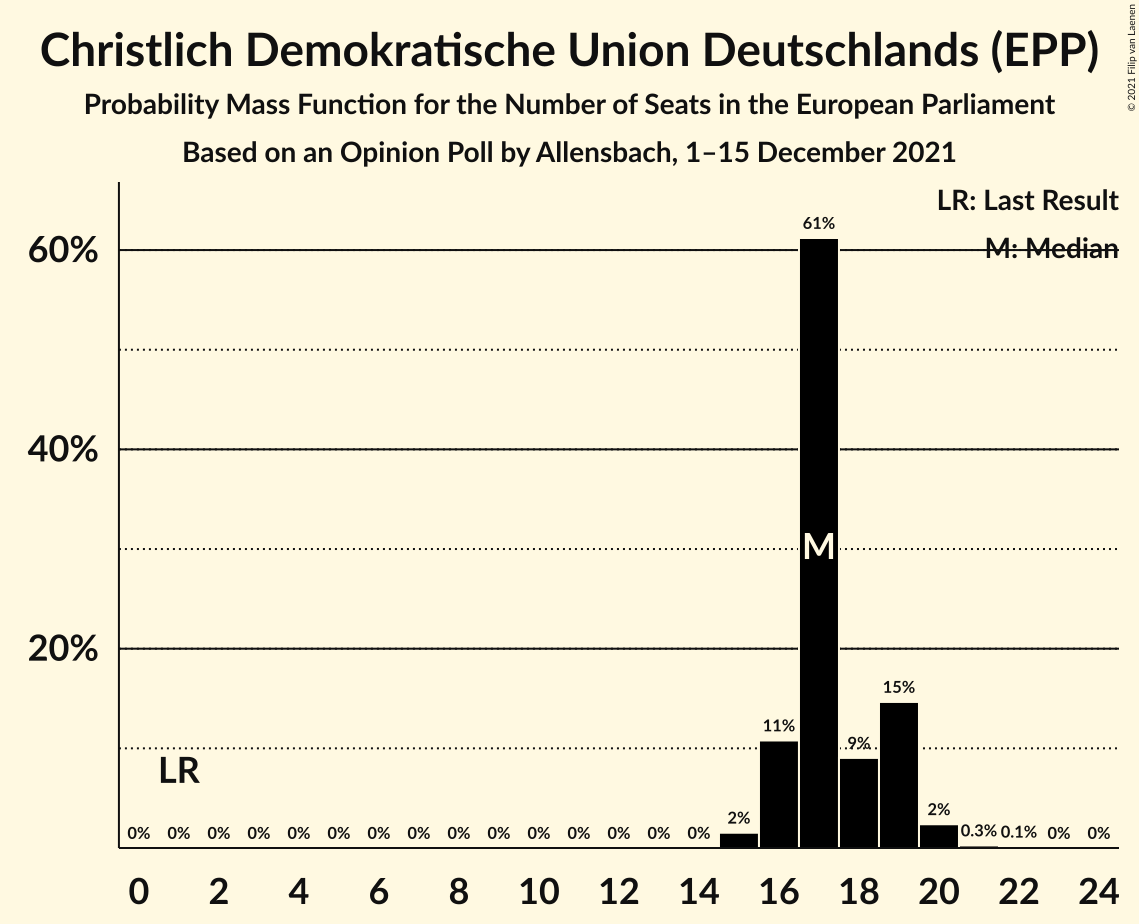 Christlich Demokratische Union Deutschlands (EPP)
Probability Mass Function for the Number of Seats in the European Parliament
Based on an Opinion Poll by Allensbach, 1–15 December 2021
© 2021 Filip van Laenen
LR: Last Result
M: Median
60%
40%
20%
61%
M
15%
11%
9%
LR
2%
2%
0% 0% 0% 0% 0% 0% 0% 0% 0% 0% 0% 0% 0% 0% 0% 0.3% 0.1% 0% 0%
0 2 4 6 8 10 12 14 16 18 20 22 24